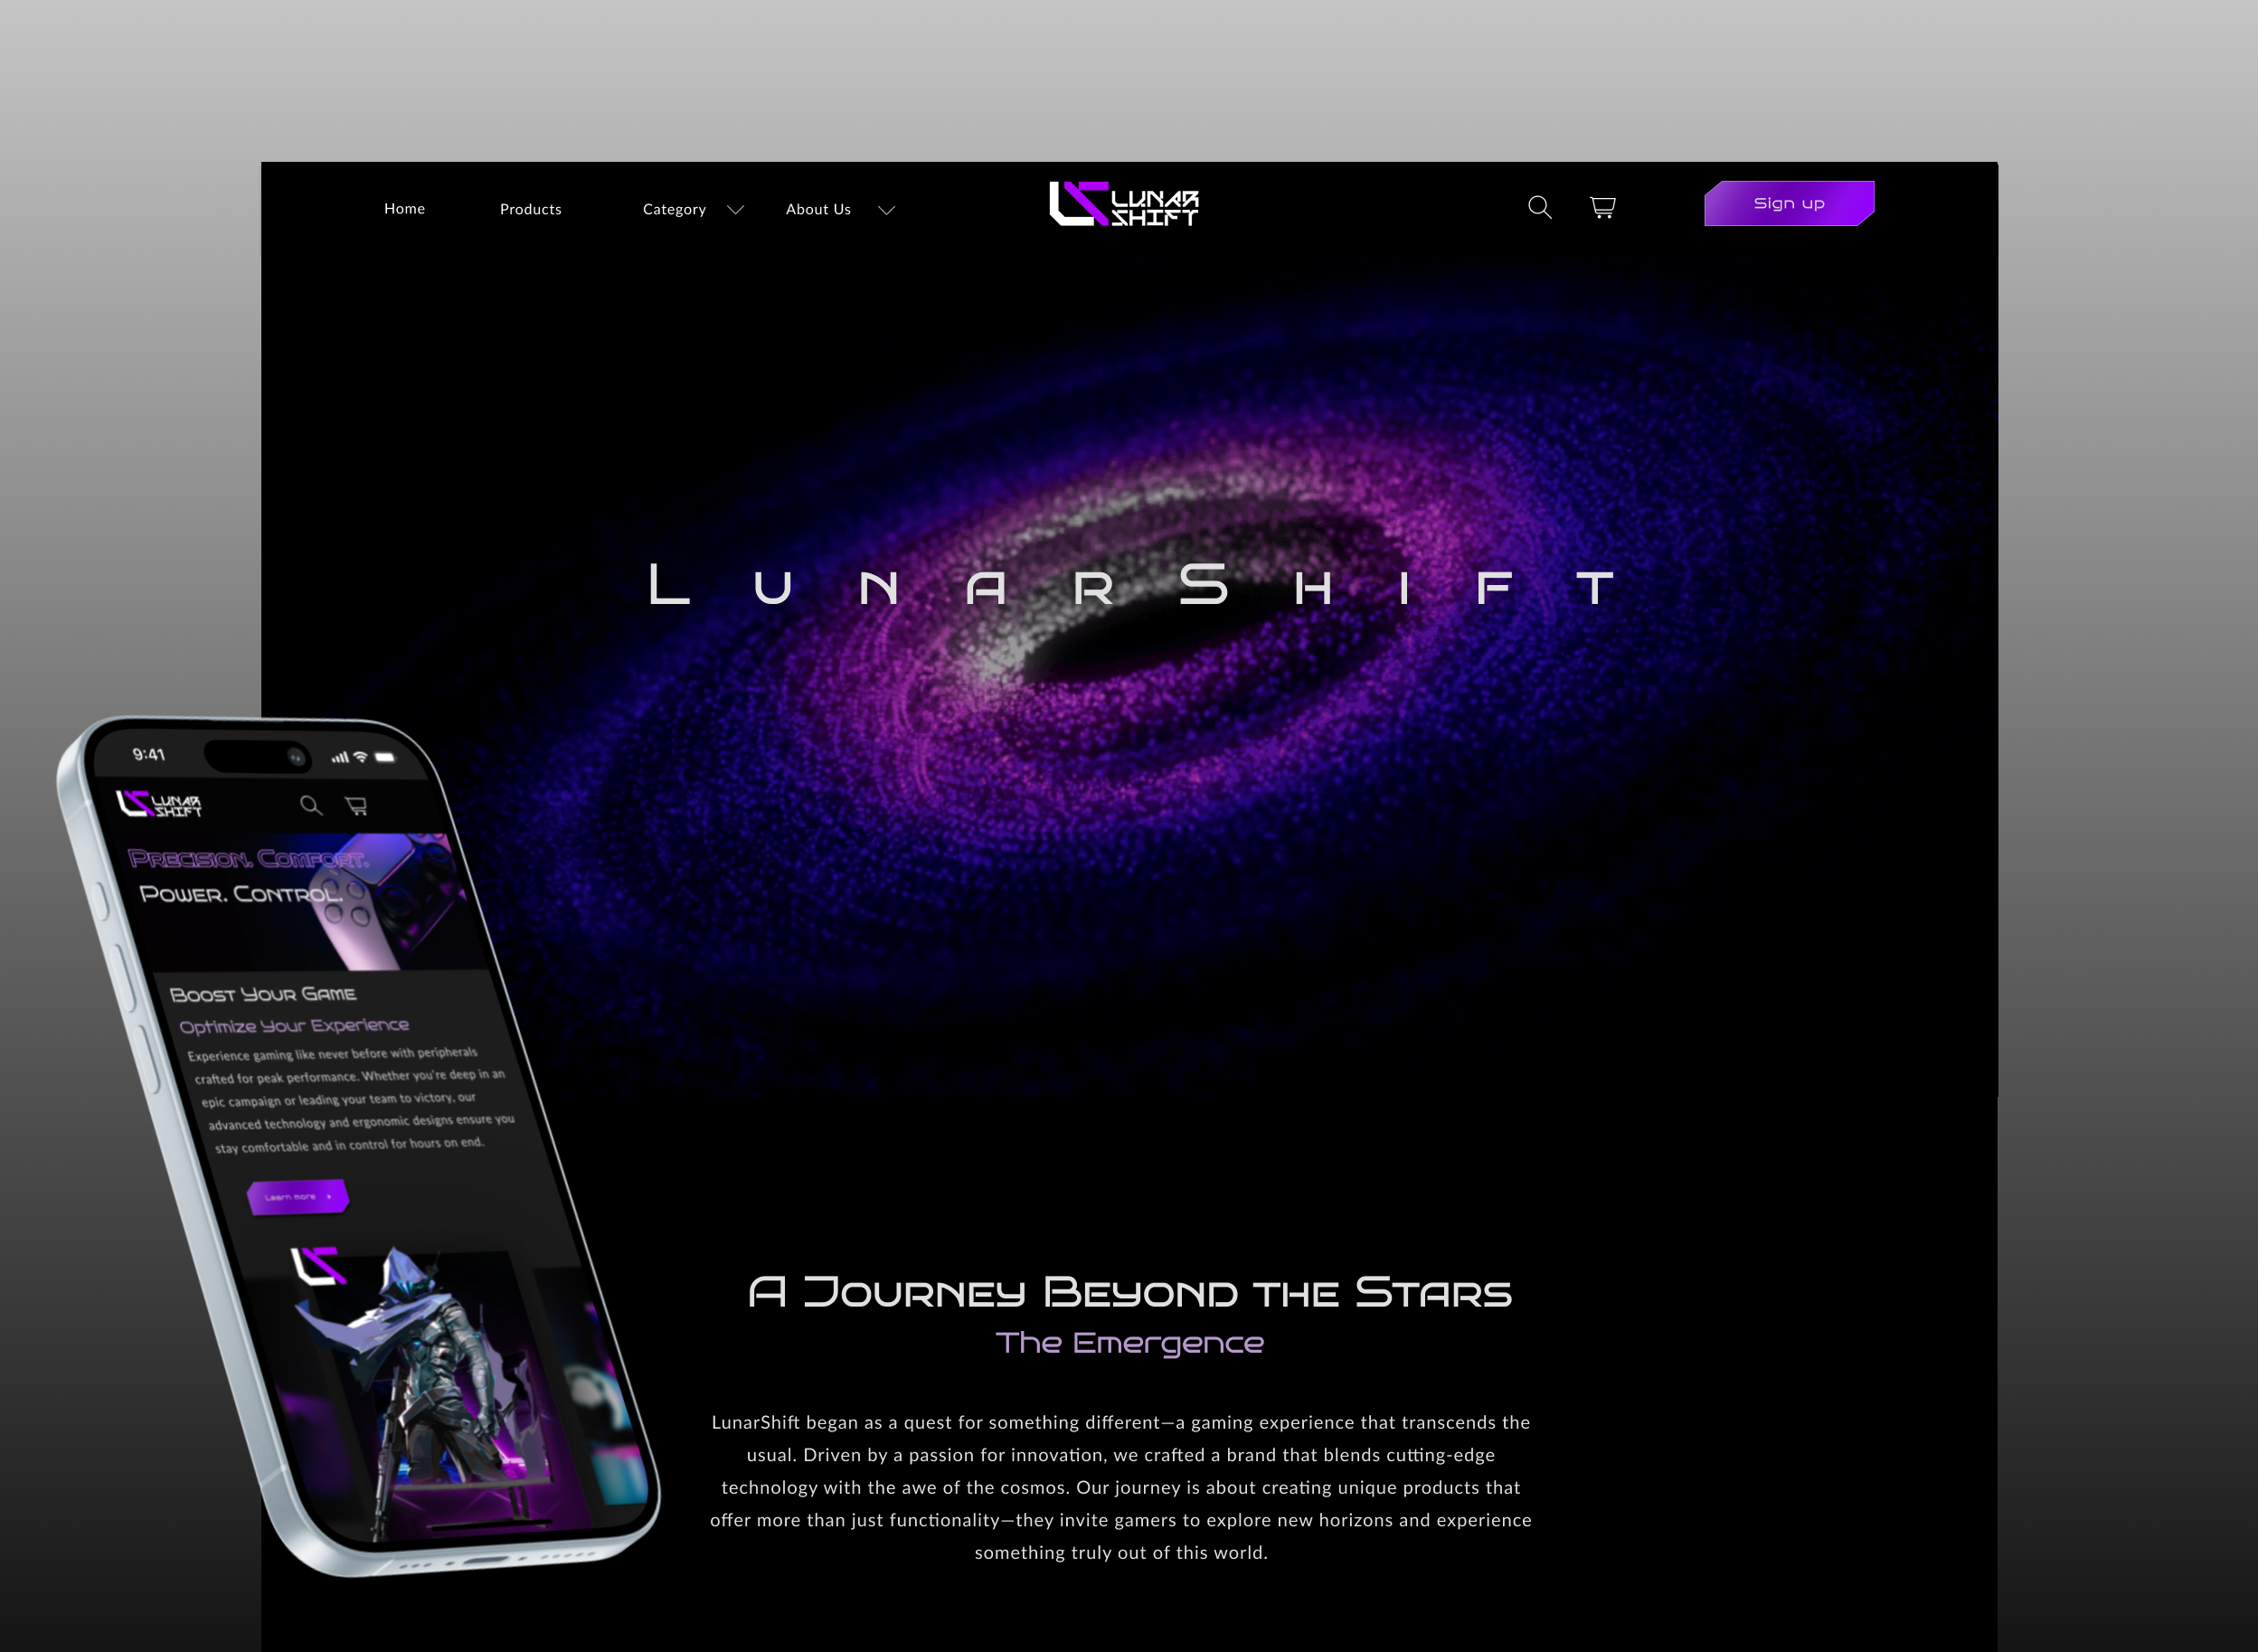 Home
Products
Category
About Us
LUNAR
SHIFT
Sign up
LunarShift
9:41
LUNAR
SHIFT
Precision. Comfort.
Power. Control.
Boost Your Game
Optimize Your Experience
Experience gaming like never before with peripherals
crafted for peak performance. Whether you're deep in an
epic campaign or leading your team to victory, our
advanced technology and ergonomic designs ensure you
stay comfortable and in control for hours on end.
Learn more
A Journey Beyond the Stars
The Emergence
LunarShift began as a quest for something different—a gaming experience that transcends the
usual. Driven by a passion for innovation, we crafted a brand that blends cutting-edge
technology with the awe of the cosmos. Our journey is about creating unique products that
offer more than just functionality—they invite gamers to explore new horizons and experience
something truly out of this world.